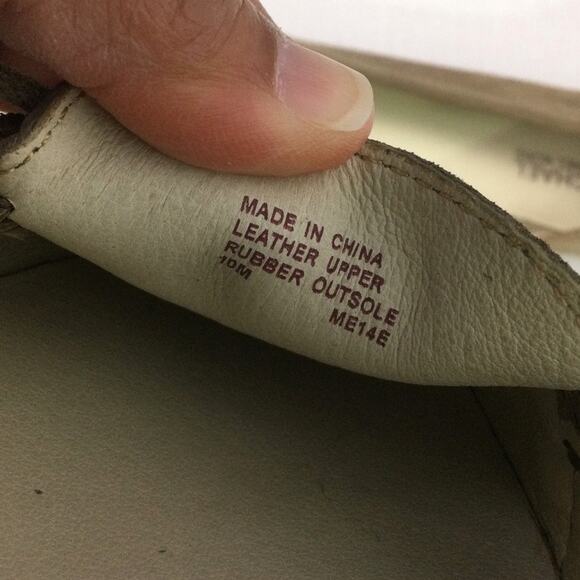 MADE IN CHINA
LEATHER UPPER
RUBBER OUTSOLE
10M
ME14E